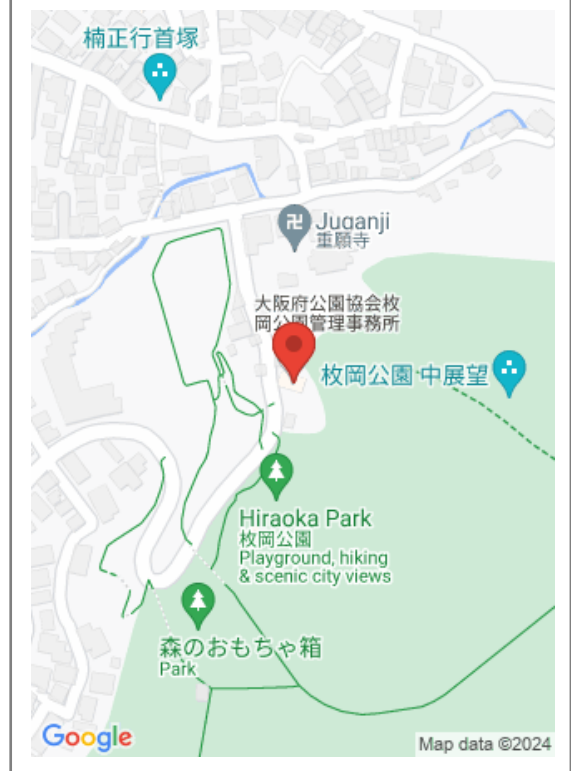 楠正行首塚
Juganji
重願寺
大阪府公園協会枚
岡公園管理事務所
枚岡公園 中展望
Hiraoka Park
枚岡公園
Playground, hiking
& scenic city views
森のおもちゃ箱
Park
Google
Map data ©2024